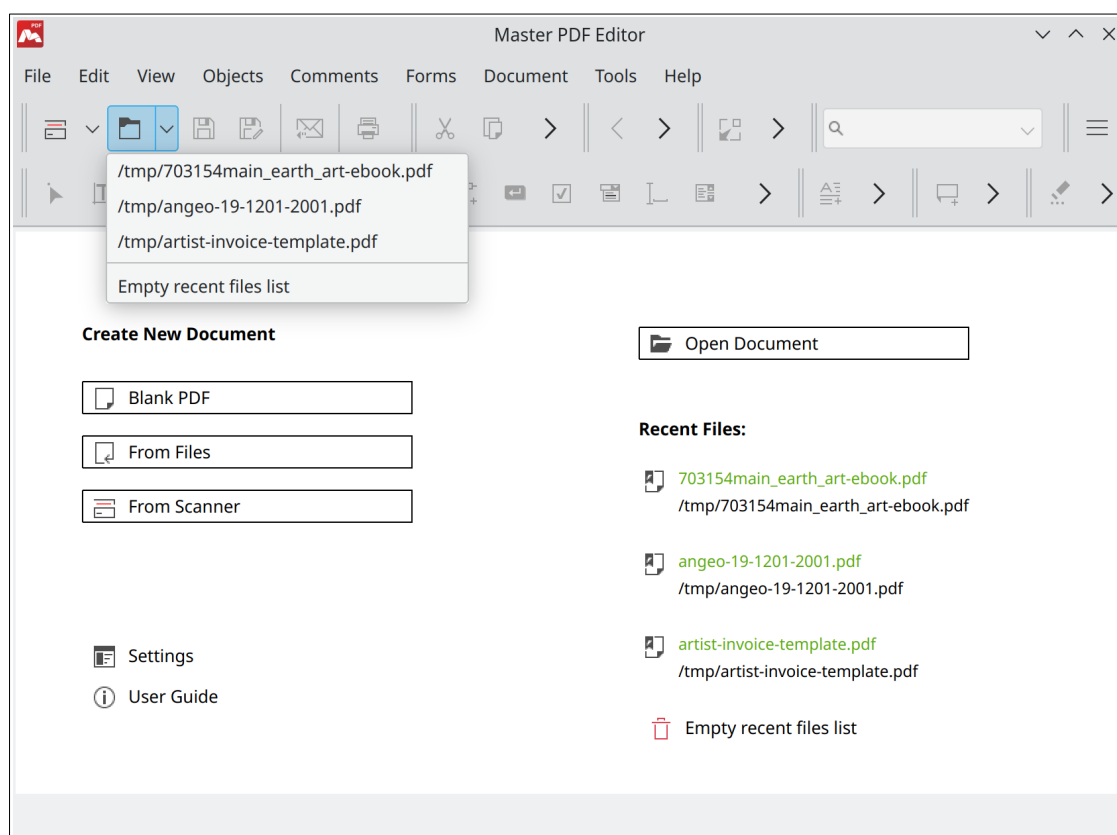 PDF
Master PDF Editor
File Edit View Objects Comments Forms Document Tools Help
/tmp/703154main_earth_art-ebook.pdf
/tmp/angeo-19-1201-2001.pdf
/tmp/artist-invoice-template.pdf
Empty recent files list
Create New Document
Blank PDF
From Files
From Scanner
Settings
User Guide
Open Document
Recent Files:
703154main_earth_art-ebook.pdf
/tmp/703154main_earth_art-ebook.pdf
angeo-19-1201-2001.pdf
/tmp/angeo-19-1201-2001.pdf
artist-invoice-template.pdf
/tmp/artist-invoice-template.pdf
Empty recent files list